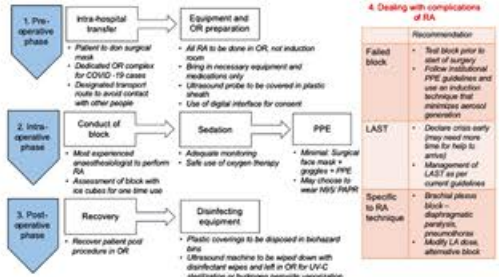 1. Pre-
operative
phase
Intra-hospital
transfer
• Patient to don surgical
mask
• Dedicated OR complex
for COVID -19 cases
• Designated transport
route to avoid contact
with other people
Equipment and
OR preparation
• All RA to be done in OR, not induction
room
• Bring in necessary equipment and
medications only
• Ultrasound probe to be covered in plastic
sheath
• Use of digital interface for consent
2. Intra-
operative
phase
Conduct of
block
• Most experienced
anaesthesiologist to perform
RA
• Assessment of block with
ice cubes for one time use
Sedation
• Adequate monitoring
• Safe use of oxygen therapy
PPE
• Minimal: Surgical
face mask +
goggles + PPE
• May choose to
wear N95/ PAPR
3. Post-
operative
phase
Recovery
• Recover patient post
procedure in OR
Disinfecting
equipment
• Plastic coverings to be disposed in biohazard
bins
• Ultrasound machine to be wiped down with
disinfectant wipes and left in OR for UV-C
4. Dealing with complications
of RA
Recommendation
Failed
block
• Test block prior to
start of surgery
• Follow institutional
PPE guidelines and
use an induction
technique that
minimizes aerosol
generation
LAST
• Declare crisis early
(may need more
time for help to
arrive)
• Management of
LAST as per
current guidelines
Specific
to RA
technique
• Brachial plexus
block –
diaphragmatic
paralysis,
pneumothorax
• Modify LA dose,
alternative block